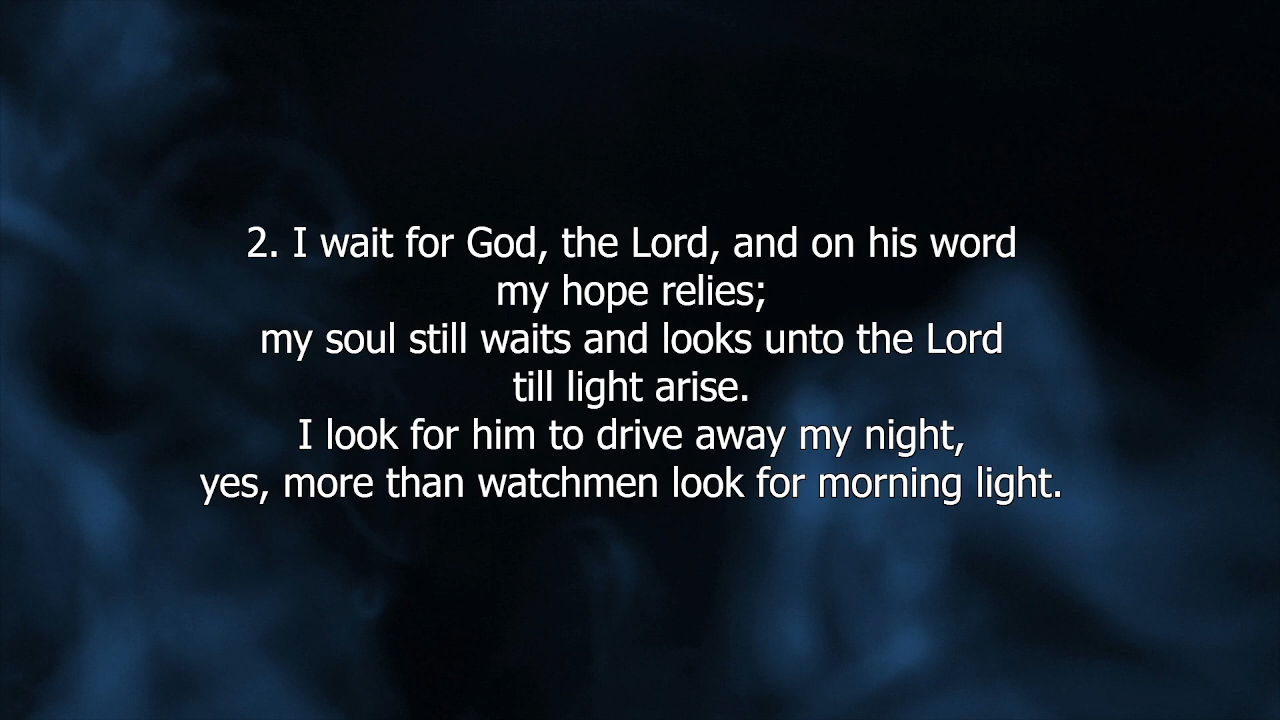 2. I wait for God, the Lord, and on his word
my hope relies;
my soul still waits and looks unto the Lord
till light arise.
I look for him to drive away my night,
yes, more than watchmen look for morning light.